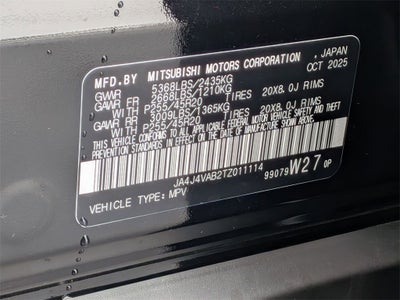 MFD.BY MITSUBISHI MOTORS CORPORATION, JAPAN
GVWR 5368LBS/2435KG OCT 2025
GAWR FR 2668LBS/1210KG
WITH P255/45R20 TIRES 20X8.0J RIMS
GAWR RR 3009LBS/1365KG
WITH P255/45R20 TIRES 20X8.0J RIMS
THIS VEHICLE CONFORMS TO ALL APPLICABLE
FEDERAL MOTOR VEHICLE SAFETY AND THEFT
PREVENTION STANDARDS IN EFFECT ON THE DATE
OF MANUFACTURE SHOWN ABOVE.
JA4J4VAB2TZ011114
99079 W27 0P
VEHICLE TYPE: MPV